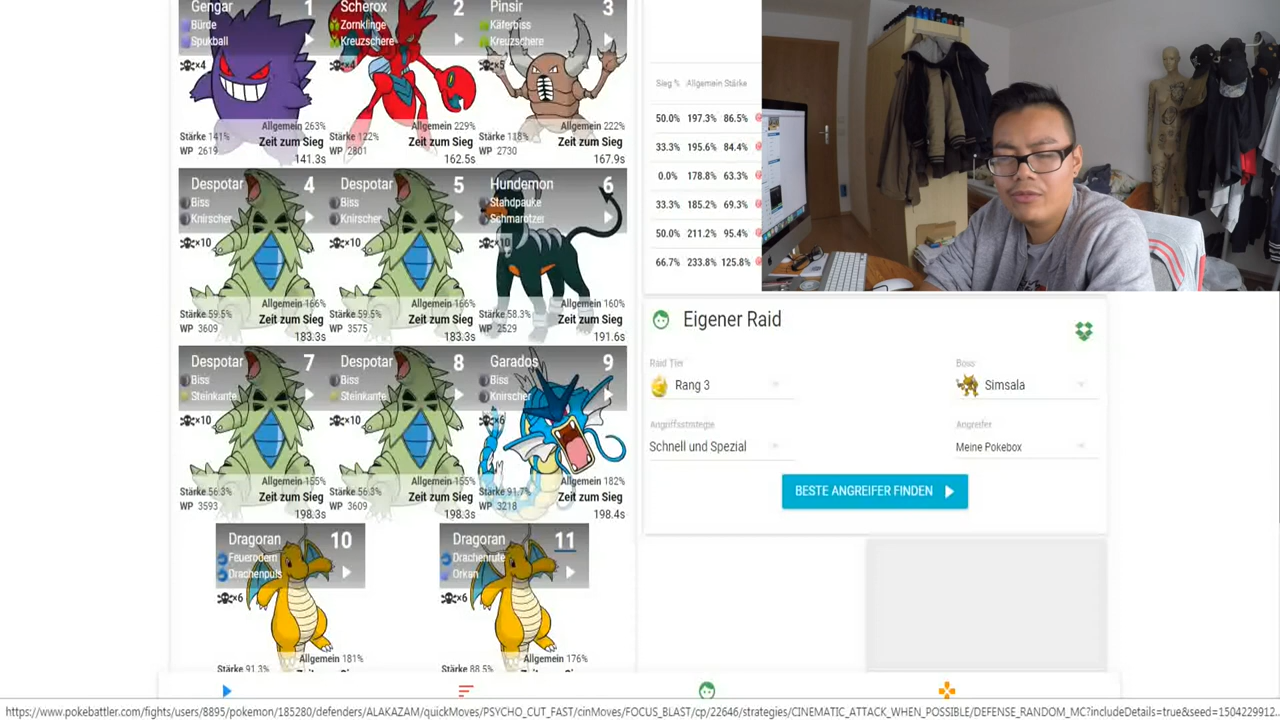 Gengar 1
Bürde
Spukball
×4
Allgemein 263%
Stärke 141%
Zeit zum Sieg
WP 2619
141.3s
Scherox 2
Zornklinge
Kreuzschere
×4
Allgemein 229%
Stärke 122%
Zeit zum Sieg
WP 2801
162.5s
Pinsir 3
Käferbiss
Kreuzschere
×5
Allgemein 222%
Stärke 118%
Zeit zum Sieg
WP 2730
167.9s
Despotar 4
Biss
Knirscher
×10
Allgemein 166%
Stärke 59.5%
Zeit zum Sieg
WP 3609
183.3s
Despotar 5
Biss
Knirscher
×10
Allgemein 166%
Stärke 59.5%
Zeit zum Sieg
WP 3575
183.3s
Hundemon 6
Standpauke
Schmarotzer
×10
Allgemein 160%
Stärke 58.3%
Zeit zum Sieg
WP 2529
191.6s
Despotar 7
Biss
Steinkante
×10
Allgemein 155%
Stärke 56.3%
Zeit zum Sieg
WP 3593
198.3s
Despotar 8
Biss
Steinkante
×10
Allgemein 155%
Stärke 56.3%
Zeit zum Sieg
WP 3609
198.3s
Garados 9
Biss
Knirscher
×6
Allgemein 182%
Stärke 91.7%
Zeit zum Sieg
WP 3218
198.4s
Dragoran 10
Feuerodem
Drachenpuls
×6
Allgemein 181%
Stärke 91.3%
Dragoran 11
Drachenrute
Orkan
×6
Allgemein 176%
Stärke 88.5%
Sieg % Allgemein Stärke
50.0% 197.3% 86.5%
33.3% 195.6% 84.4%
0.0% 178.8% 63.3%
33.3% 185.2% 69.3%
50.0% 211.2% 95.4%
66.7% 233.8% 125.8%
Eigener Raid
Raid Tier
Rang 3
Boss
Simsala
Angriffsstrategie
Schnell und Spezial
Angreifer
Meine Pokebox
BESTE ANGREIFER FINDEN
https://www.pokebattler.com/fights/users/8895/pokemon/185280/defenders/ALAKAZAM/quickMoves/PSYCHO_CUT_FAST/cinMoves/FOCUS_BLAST/cp/22646/strategies/CINEMATIC_ATTACK_WHEN_POSSIBLE/DEFENSE_RANDOM_MC?includeDetails=true&seed=1504229912...